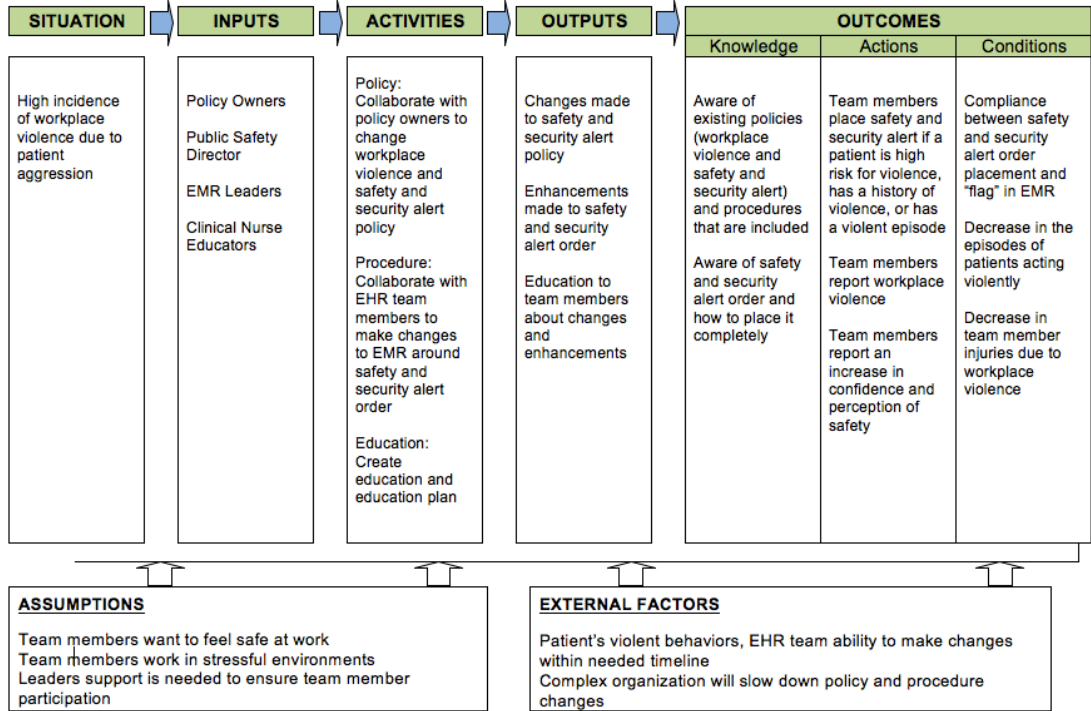 SITUATION
INPUTS
ACTIVITIES
OUTPUTS
OUTCOMES
Knowledge
Actions
Conditions
High incidence
of workplace
violence due to
patient
aggression
Policy Owners
Public Safety
Director
EMR Leaders
Clinical Nurse
Educators
Policy:
Collaborate with
policy owners to
change
workplace
violence and
safety and
security alert
policy
Procedure:
Collaborate with
EHR team
members to
make changes
to EMR around
safety and
security alert
order
Education:
Create
education and
education plan
Changes made
to safety and
security alert
policy
Enhancements
made to safety
and security
alert order
Education to
team members
about changes
and
enhancements
Aware of
existing policies
(workplace
violence and
safety and
security alert)
and procedures
that are included
Aware of safety
and security
alert order and
how to place it
completely
Team members
place safety and
security alert if a
patient is high
risk for violence,
has a history of
violence, or has
a violent episode
Team members
report workplace
violence
Team members
report an
increase in
confidence and
perception of
safety
Compliance
between safety
and security
alert order
placement and
“flag” in EMR
Decrease in the
episodes of
patients acting
violently
Decrease in
team member
injuries due to
workplace
violence
ASSUMPTIONS
Team members want to feel safe at work
Team members work in stressful environments
Leaders support is needed to ensure team member
participation
EXTERNAL FACTORS
Patient's violent behaviors, EHR team ability to make changes
within needed timeline
Complex organization will slow down policy and procedure
changes